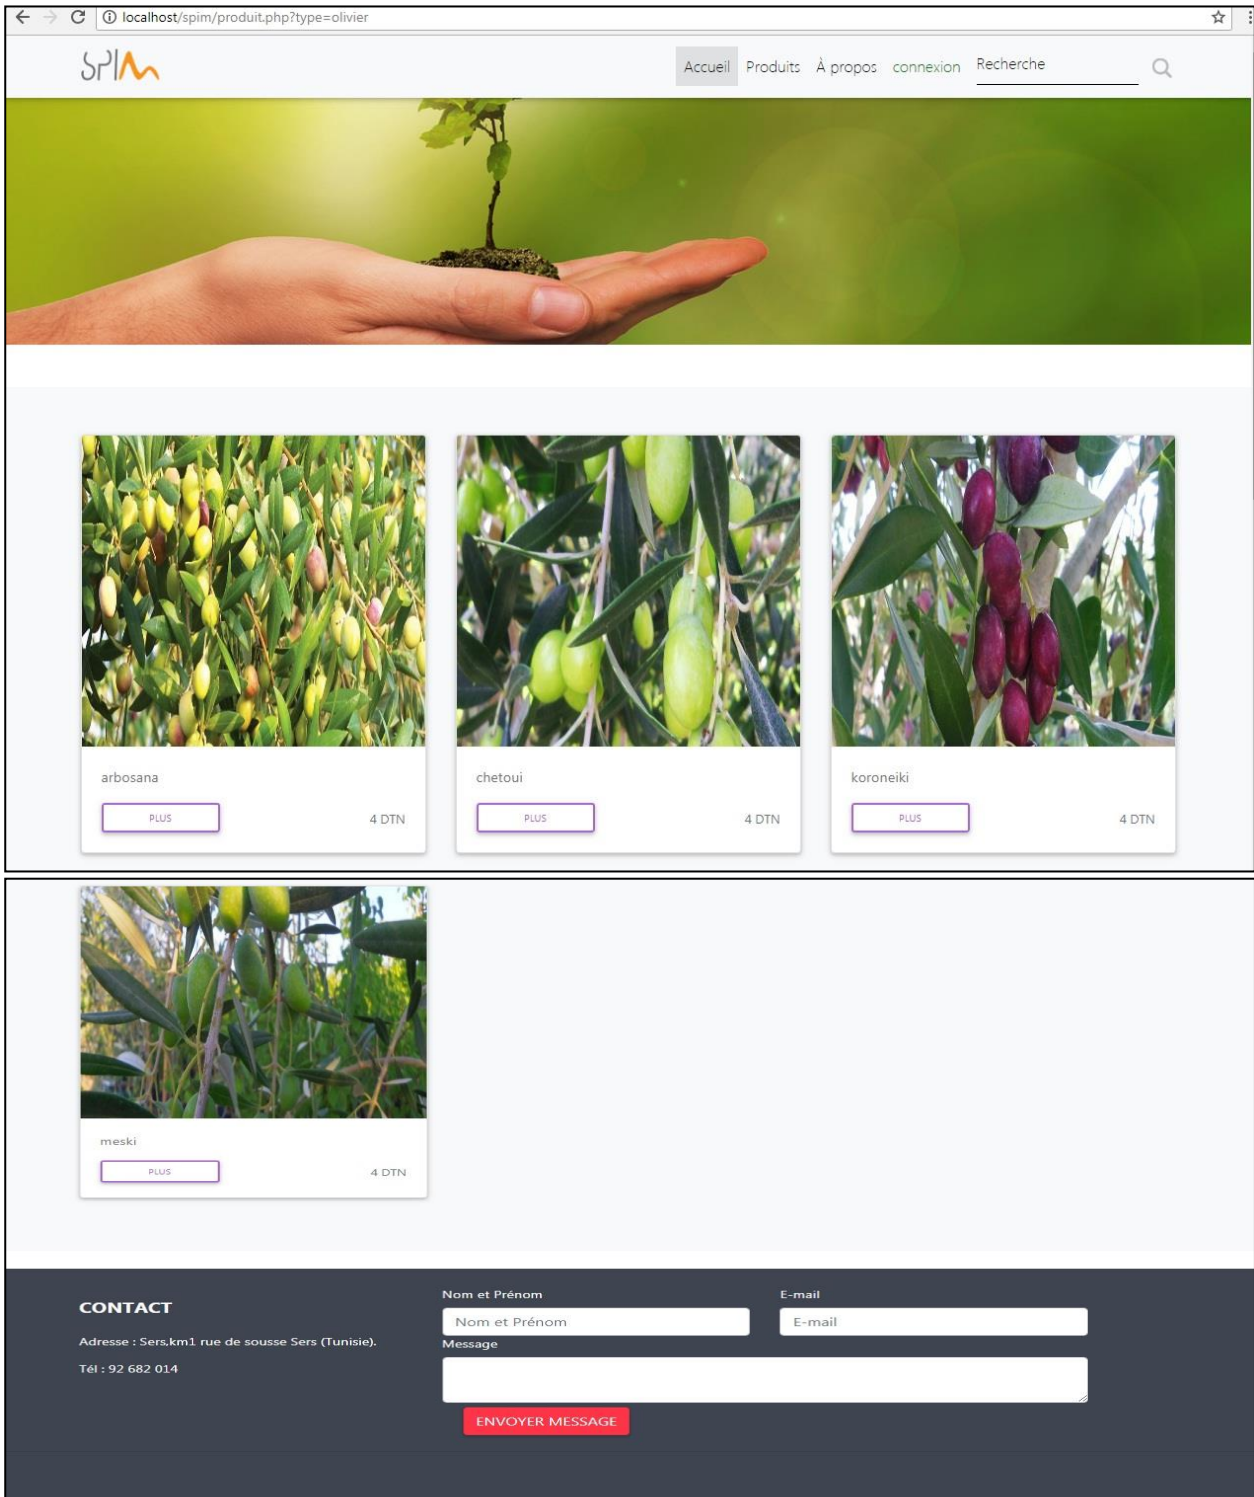 localhost/spim/produit.php?type=olivier
SPIM
Accueil Produits À propos connexion Recherche
arbosana
PLUS 4 DTN
chetoui
PLUS 4 DTN
koroneiki
PLUS 4 DTN
meski
PLUS 4 DTN
CONTACT
Adresse : Sers,km1 rue de sousse Sers (Tunisie).
Tél : 92 682 014
Nom et Prénom
Nom et Prénom
E-mail
E-mail
Message
ENVOYER MESSAGE